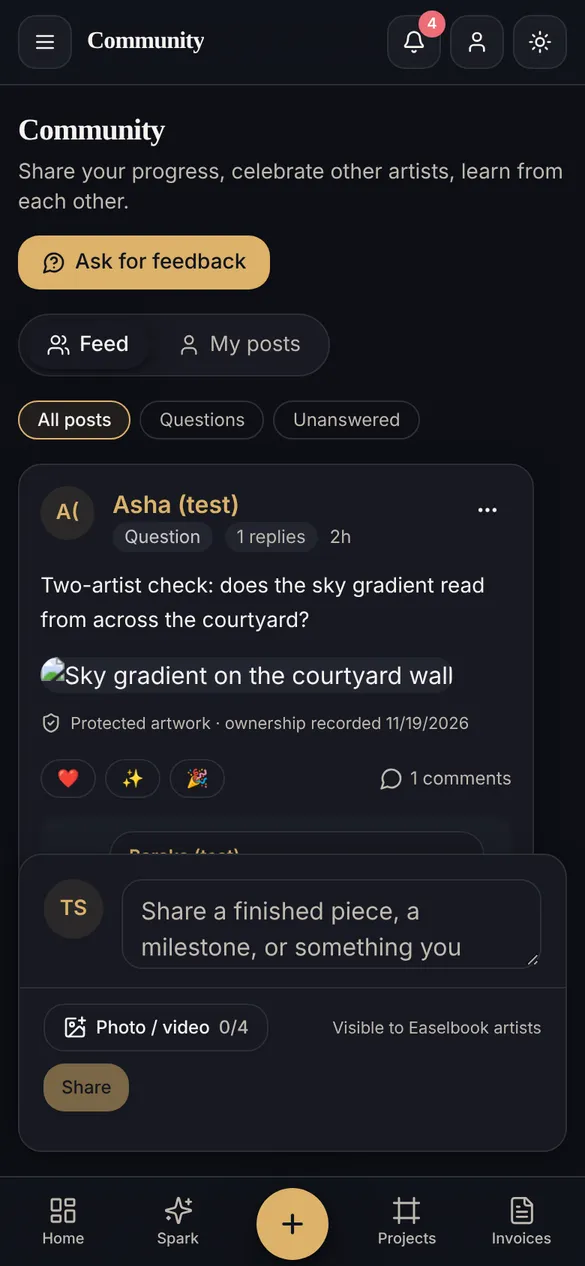 Community
4
Community
Share your progress, celebrate other artists, learn from
each other.
Ask for feedback
Feed
My posts
All posts
Questions
Unanswered
A(
Asha (test)
Question
1 replies
2h
Two-artist check: does the sky gradient read
from across the courtyard?
Sky gradient on the courtyard wall
Protected artwork · ownership recorded 11/19/2026
1 comments
TS
Share a finished piece, a
milestone, or something you
Photo / video 0/4
Visible to Easelbook artists
Share
Home
Spark
Projects
Invoices